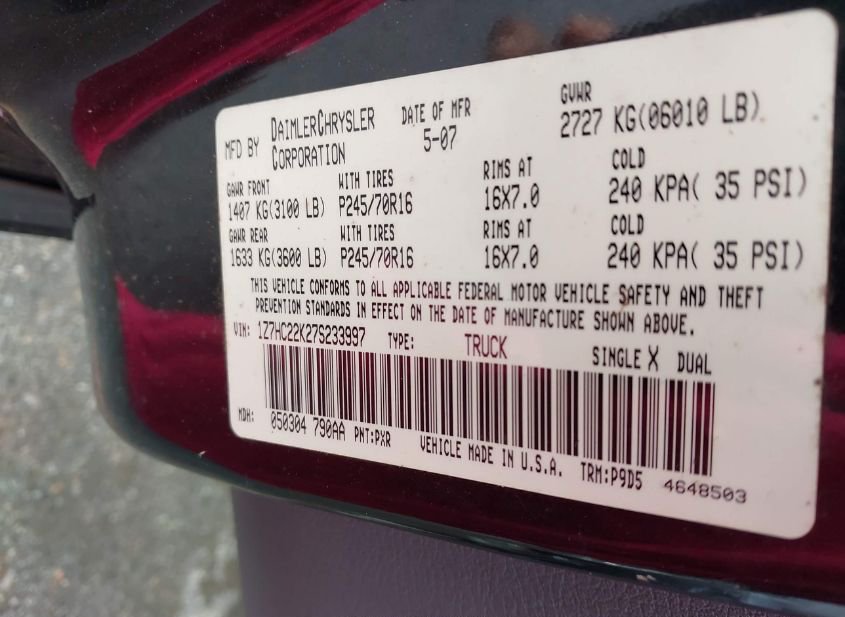 MFD BY DAIMLERCHRYSLER CORPORATION DATE OF MFR 5-07 GVWR 2727 KG(06010 LB)
GAWR FRONT WITH TIRES RIMS AT COLD
1407 KG(3100 LB) P245/70R16 16X7.0 240 KPA( 35 PSI)
GAWR REAR WITH TIRES RIMS AT COLD
1633 KG(3600 LB) P245/70R16 16X7.0 240 KPA( 35 PSI)
THIS VEHICLE CONFORMS TO ALL APPLICABLE FEDERAL MOTOR VEHICLE SAFETY AND THEFT
PREVENTION STANDARDS IN EFFECT ON THE DATE OF MANUFACTURE SHOWN ABOVE.
VIN: 1Z7HC22K27S233997 TYPE: TRUCK SINGLE X DUAL
MDH: 050304 790AA PNT:PXR VEHICLE MADE IN U.S.A. TRM:P9D5 4648503